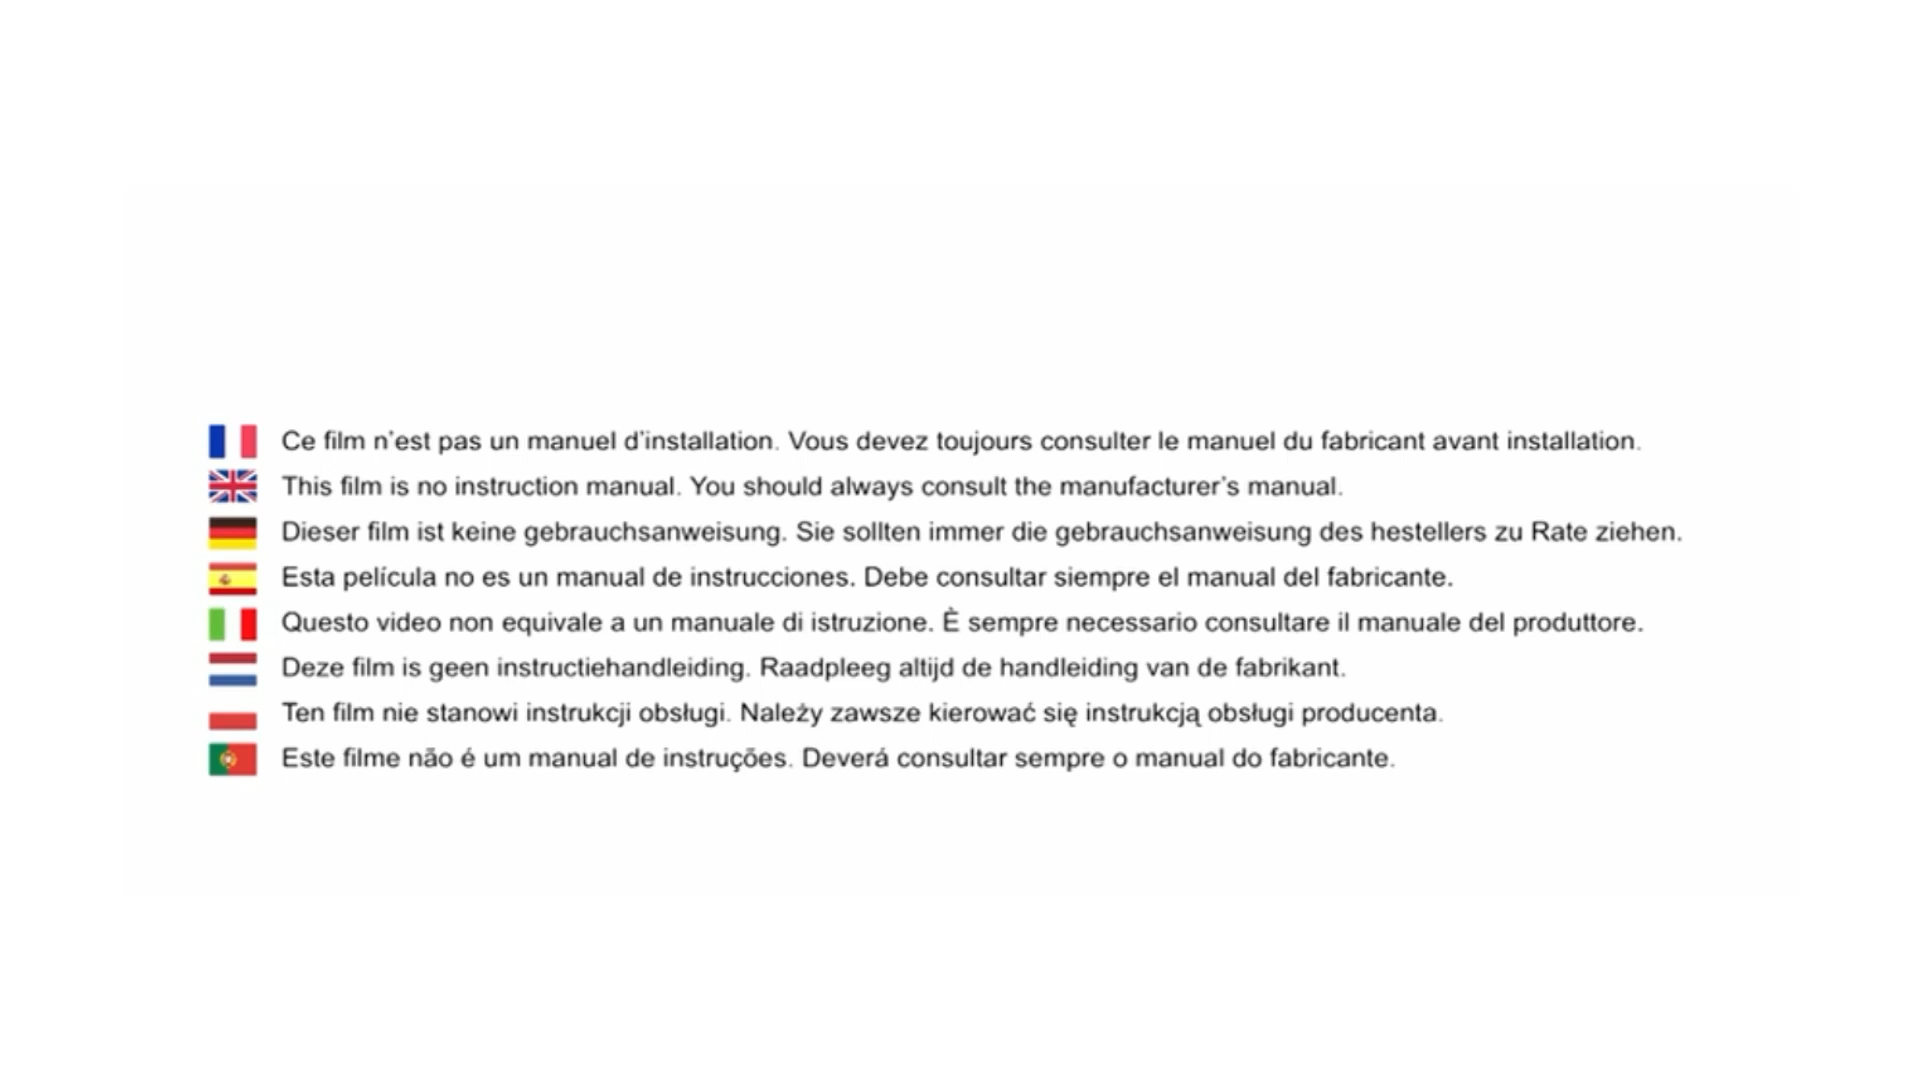 Ce film n'est pas un manuel d'installation. Vous devez toujours consulter le manuel du fabricant avant installation.
This film is no instruction manual. You should always consult the manufacturer's manual.
Dieser film ist keine gebrauchsanweisung. Sie sollten immer die gebrauchsanweisung des hestellers zu Rate ziehen.
Esta película no es un manual de instrucciones. Debe consultar siempre el manual del fabricante.
Questo video non equivale a un manuale di istruzione. È sempre necessario consultare il manuale del produttore.
Deze film is geen instructiehandleiding. Raadpleeg altijd de handleiding van de fabrikant.
Ten film nie stanowi instrukcji obsługi. Należy zawsze kierować się instrukcją obsługi producenta.
Este filme não é um manual de instruções. Deverá consultar sempre o manual do fabricante.